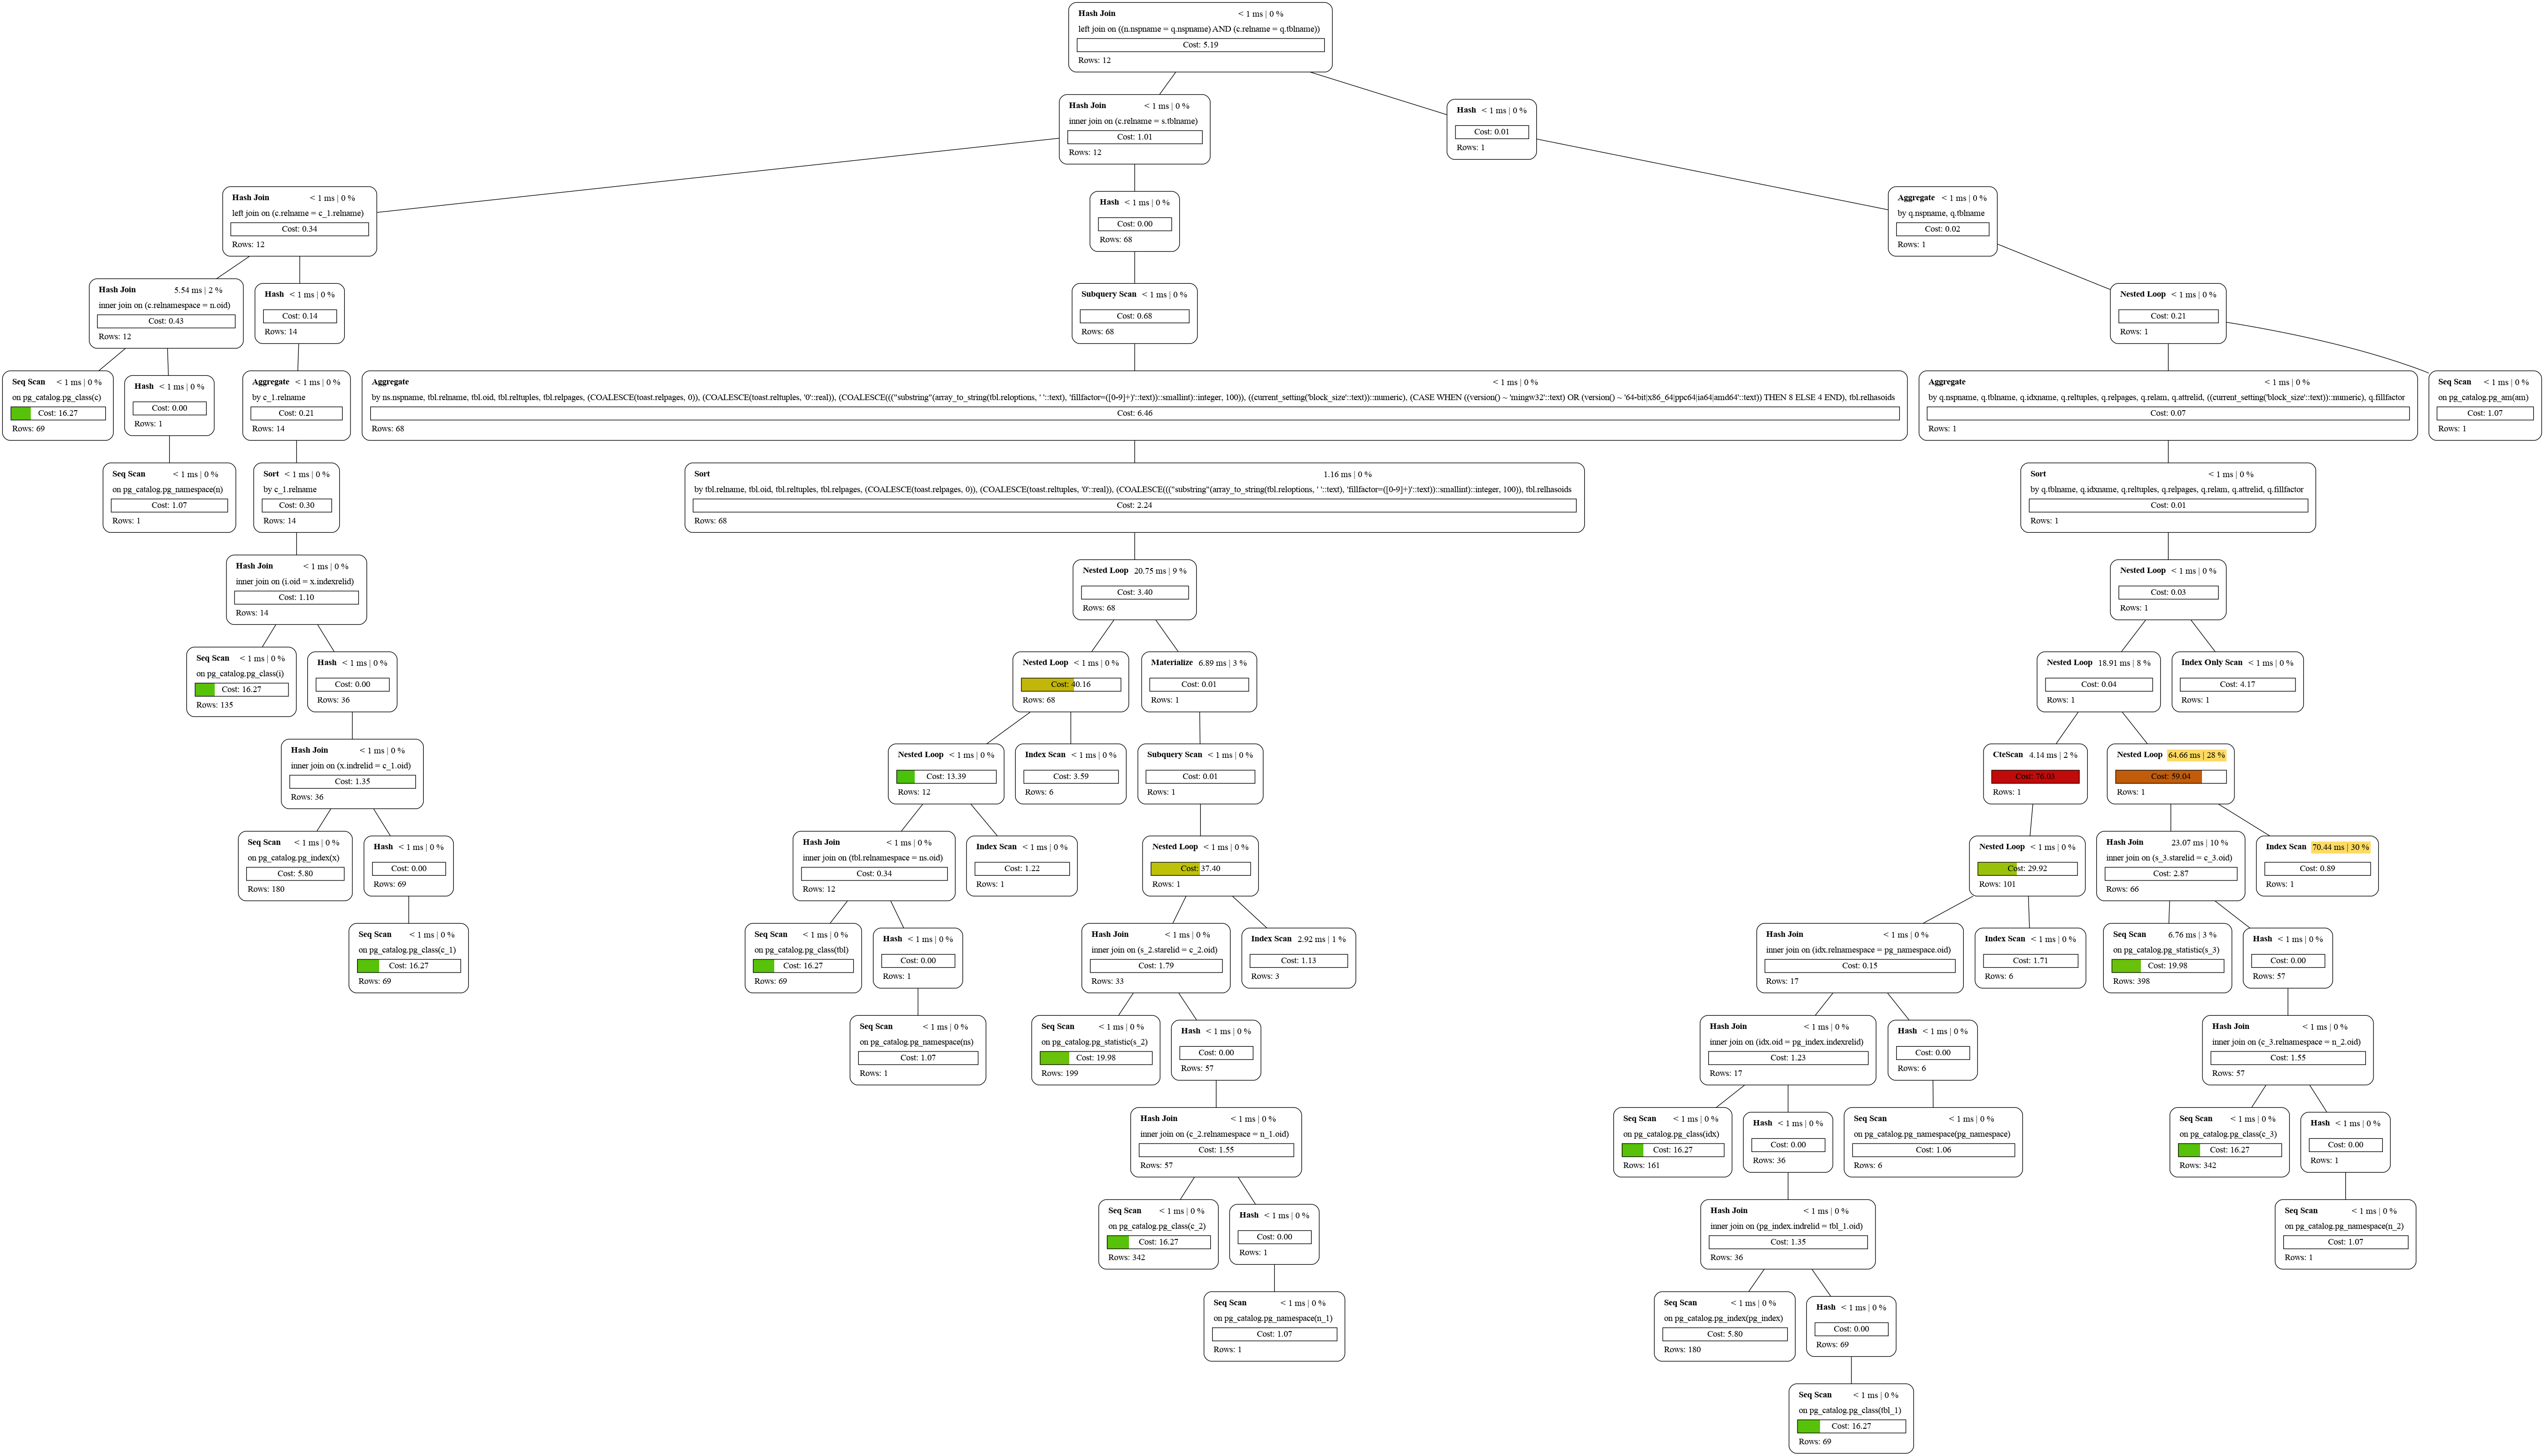 Hash Join < 1 ms | 0 %
left join on ((n.nspname = q.nspname) AND (c.relname = q.tblname))
Cost: 5.19
Rows: 12
Hash Join < 1 ms | 0 %
inner join on (c.relname = s.tblname)
Cost: 1.01
Rows: 12
Hash < 1 ms | 0 %
Cost: 0.01
Rows: 1
Hash Join < 1 ms | 0 %
left join on (c.relname = c_1.relname)
Cost: 0.34
Rows: 12
Hash < 1 ms | 0 %
Cost: 0.00
Rows: 68
Aggregate < 1 ms | 0 %
by q.nspname, q.tblname
Cost: 0.02
Rows: 1
Hash Join 5.54 ms | 2 %
inner join on (c.relnamespace = n.oid)
Cost: 0.43
Rows: 12
Hash < 1 ms | 0 %
Cost: 0.14
Rows: 14
Subquery Scan < 1 ms | 0 %
Cost: 0.68
Rows: 68
Nested Loop < 1 ms | 0 %
Cost: 0.21
Rows: 1
Seq Scan < 1 ms | 0 %
on pg_catalog.pg_class(c)
Cost: 16.27
Rows: 69
Hash < 1 ms | 0 %
Cost: 0.00
Rows: 1
Aggregate < 1 ms | 0 %
by c_1.relname
Cost: 0.21
Rows: 14
Aggregate < 1 ms | 0 %
by ns.nspname, tbl.relname, tbl.oid, tbl.reltuples, tbl.relpages, (COALESCE(toast.relpages, 0)), (COALESCE(toast.reltuples, '0'::real)), (COALESCE((("substring"(array_to_string(tbl.reloptions, ' '::text), 'fillfactor=([0-9]+)'::text))::smallint)::integer, 100)), ((current_setting('block_size'::text))::numeric), (CASE WHEN ((version() ~ 'mingw32'::text) OR (version() ~ '64-bit|x86_64|ppc64|ia64|amd64'::text)) THEN 8 ELSE 4 END), tbl.relhasoids
Cost: 6.46
Rows: 68
Aggregate < 1 ms | 0 %
by q.nspname, q.tblname, q.idxname, q.reltuples, q.relpages, q.relam, q.attrelid, ((current_setting('block_size'::text))::numeric), q.fillfactor
Cost: 0.07
Rows: 1
Seq Scan < 1 ms | 0 %
on pg_catalog.pg_am(am)
Cost: 1.07
Rows: 1
Seq Scan < 1 ms | 0 %
on pg_catalog.pg_namespace(n)
Cost: 1.07
Rows: 1
Sort < 1 ms | 0 %
by c_1.relname
Cost: 0.30
Rows: 14
Sort 1.16 ms | 0 %
by tbl.relname, tbl.oid, tbl.reltuples, tbl.relpages, (COALESCE(toast.relpages, 0)), (COALESCE(toast.reltuples, '0'::real)), (COALESCE((("substring"(array_to_string(tbl.reloptions, ' '::text), 'fillfactor=([0-9]+)'::text))::smallint)::integer, 100)), tbl.relhasoids
Cost: 2.24
Rows: 68
Sort < 1 ms | 0 %
by q.tblname, q.idxname, q.reltuples, q.relpages, q.relam, q.attrelid, q.fillfactor
Cost: 0.01
Rows: 1
Hash Join < 1 ms | 0 %
inner join on (i.oid = x.indexrelid)
Cost: 1.10
Rows: 14
Nested Loop 20.75 ms | 9 %
Cost: 3.40
Rows: 68
Nested Loop < 1 ms | 0 %
Cost: 0.03
Rows: 1
Seq Scan < 1 ms | 0 %
on pg_catalog.pg_class(i)
Cost: 16.27
Rows: 135
Hash < 1 ms | 0 %
Cost: 0.00
Rows: 36
Nested Loop < 1 ms | 0 %
Cost: 40.16
Rows: 68
Materialize 6.89 ms | 3 %
Cost: 0.01
Rows: 1
Nested Loop 18.91 ms | 8 %
Cost: 0.04
Rows: 1
Index Only Scan < 1 ms | 0 %
Cost: 4.17
Rows: 1
Hash Join < 1 ms | 0 %
inner join on (x.indrelid = c_1.oid)
Cost: 1.35
Rows: 36
Nested Loop < 1 ms | 0 %
Cost: 13.39
Rows: 12
Index Scan < 1 ms | 0 %
Cost: 3.59
Rows: 6
Subquery Scan < 1 ms | 0 %
Cost: 0.01
Rows: 1
CteScan 4.14 ms | 2 %
Cost: 76.03
Rows: 1
Nested Loop 64.66 ms | 28 %
Cost: 59.04
Rows: 1
Seq Scan < 1 ms | 0 %
on pg_catalog.pg_index(x)
Cost: 5.80
Rows: 180
Hash < 1 ms | 0 %
Cost: 0.00
Rows: 69
Hash Join < 1 ms | 0 %
inner join on (tbl.relnamespace = ns.oid)
Cost: 0.34
Rows: 12
Index Scan < 1 ms | 0 %
Cost: 1.22
Rows: 1
Nested Loop < 1 ms | 0 %
Cost: 37.40
Rows: 1
Nested Loop < 1 ms | 0 %
Cost: 29.92
Rows: 101
Hash Join 23.07 ms | 10 %
inner join on (s_3.starelid = c_3.oid)
Cost: 2.87
Rows: 66
Index Scan 70.44 ms | 30 %
Cost: 0.89
Rows: 1
Seq Scan < 1 ms | 0 %
on pg_catalog.pg_class(c_1)
Cost: 16.27
Rows: 69
Seq Scan < 1 ms | 0 %
on pg_catalog.pg_class(tbl)
Cost: 16.27
Rows: 69
Hash < 1 ms | 0 %
Cost: 0.00
Rows: 1
Hash Join < 1 ms | 0 %
inner join on (s_2.starelid = c_2.oid)
Cost: 1.79
Rows: 33
Index Scan 2.92 ms | 1 %
Cost: 1.13
Rows: 3
Hash Join < 1 ms | 0 %
inner join on (idx.relnamespace = pg_namespace.oid)
Cost: 0.15
Rows: 17
Index Scan < 1 ms | 0 %
Cost: 1.71
Rows: 6
Seq Scan 6.76 ms | 3 %
on pg_catalog.pg_statistic(s_3)
Cost: 19.98
Rows: 398
Hash < 1 ms | 0 %
Cost: 0.00
Rows: 57
Seq Scan < 1 ms | 0 %
on pg_catalog.pg_namespace(ns)
Cost: 1.07
Rows: 1
Seq Scan < 1 ms | 0 %
on pg_catalog.pg_statistic(s_2)
Cost: 19.98
Rows: 199
Hash < 1 ms | 0 %
Cost: 0.00
Rows: 57
Hash Join < 1 ms | 0 %
inner join on (idx.oid = pg_index.indexrelid)
Cost: 1.23
Rows: 17
Hash < 1 ms | 0 %
Cost: 0.00
Rows: 6
Hash Join < 1 ms | 0 %
inner join on (c_3.relnamespace = n_2.oid)
Cost: 1.55
Rows: 57
Hash Join < 1 ms | 0 %
inner join on (c_2.relnamespace = n_1.oid)
Cost: 1.55
Rows: 57
Seq Scan < 1 ms | 0 %
on pg_catalog.pg_class(idx)
Cost: 16.27
Rows: 161
Hash < 1 ms | 0 %
Cost: 0.00
Rows: 36
Seq Scan < 1 ms | 0 %
on pg_catalog.pg_namespace(pg_namespace)
Cost: 1.06
Rows: 6
Seq Scan < 1 ms | 0 %
on pg_catalog.pg_class(c_3)
Cost: 16.27
Rows: 342
Hash < 1 ms | 0 %
Cost: 0.00
Rows: 1
Seq Scan < 1 ms | 0 %
on pg_catalog.pg_class(c_2)
Cost: 16.27
Rows: 342
Hash < 1 ms | 0 %
Cost: 0.00
Rows: 1
Hash Join < 1 ms | 0 %
inner join on (pg_index.indrelid = tbl_1.oid)
Cost: 1.35
Rows: 36
Seq Scan < 1 ms | 0 %
on pg_catalog.pg_namespace(n_2)
Cost: 1.07
Rows: 1
Seq Scan < 1 ms | 0 %
on pg_catalog.pg_namespace(n_1)
Cost: 1.07
Rows: 1
Seq Scan < 1 ms | 0 %
on pg_catalog.pg_index(pg_index)
Cost: 5.80
Rows: 180
Hash < 1 ms | 0 %
Cost: 0.00
Rows: 69
Seq Scan < 1 ms | 0 %
on pg_catalog.pg_class(tbl_1)
Cost: 16.27
Rows: 69